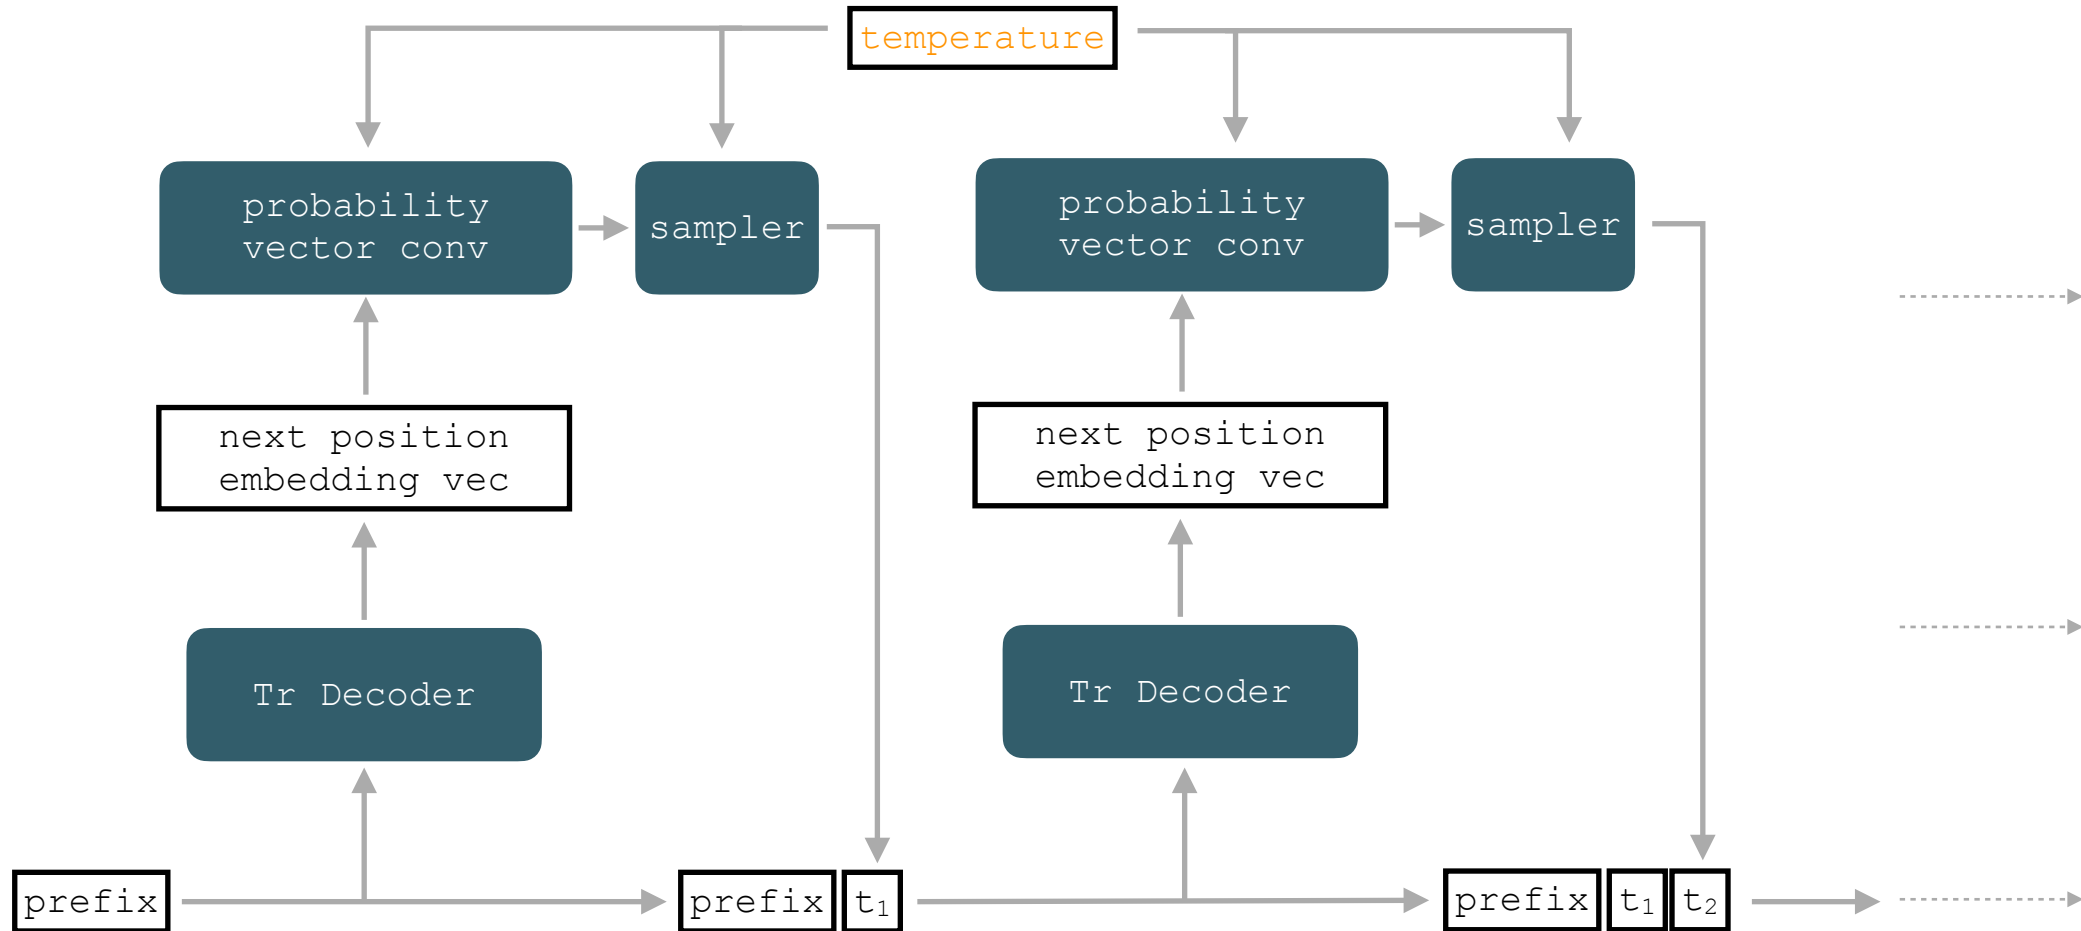 temperature
probability
vector conv
sampler
probability
vector conv
sampler
next position
embedding vec
next position
embedding vec
Tr Decoder
Tr Decoder
prefix
prefix t₁
prefix t₁ t₂